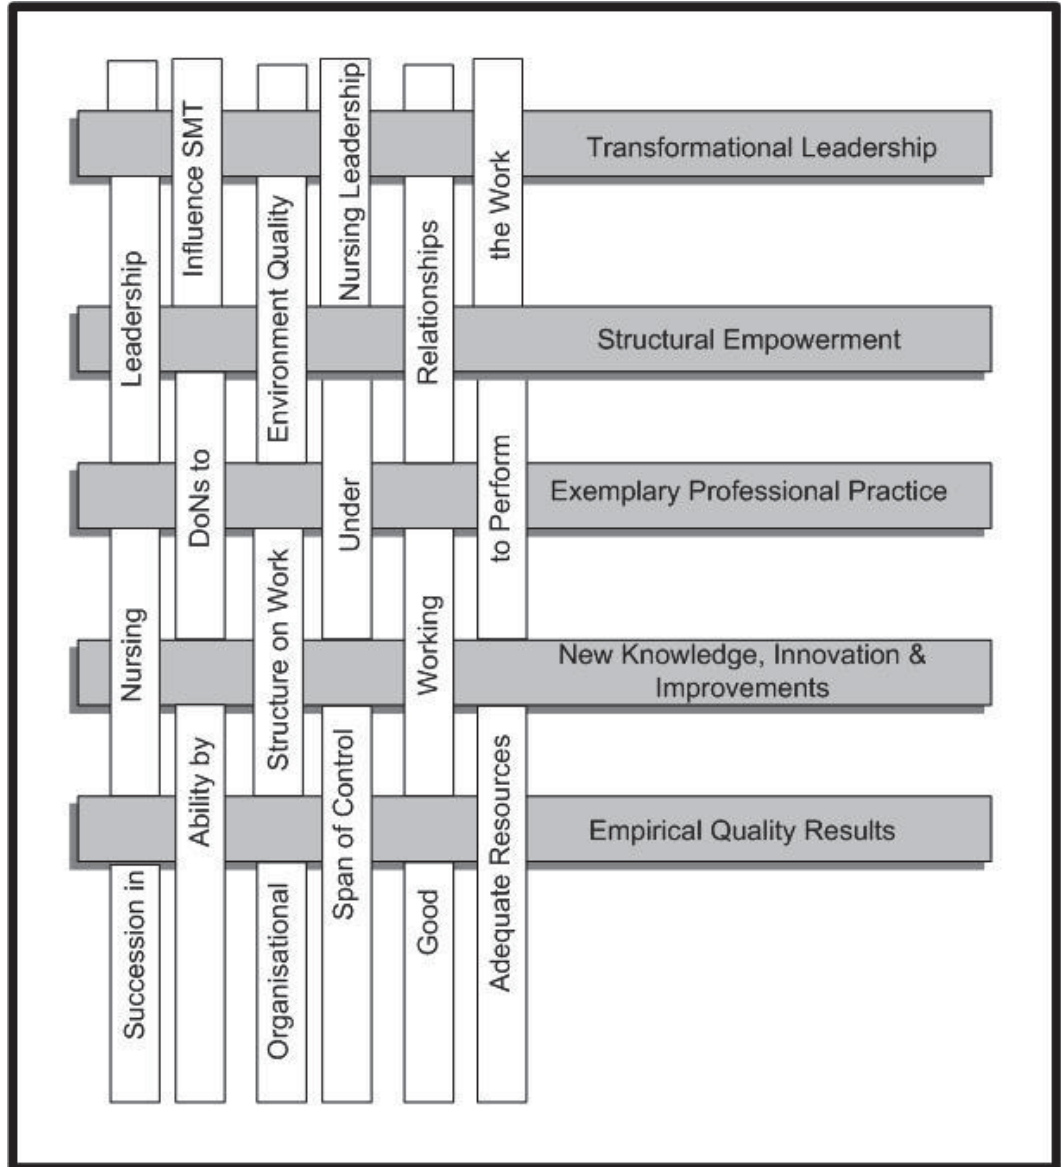 Transformational Leadership
Structural Empowerment
Exemplary Professional Practice
New Knowledge, Innovation &
Improvements
Empirical Quality Results
Succession in Nursing Leadership
Ability by DoNs to Influence SMT
Organisational Structure on Work Environment Quality
Span of Control Under Nursing Leadership
Good Working Relationships
Adequate Resources to Perform the Work